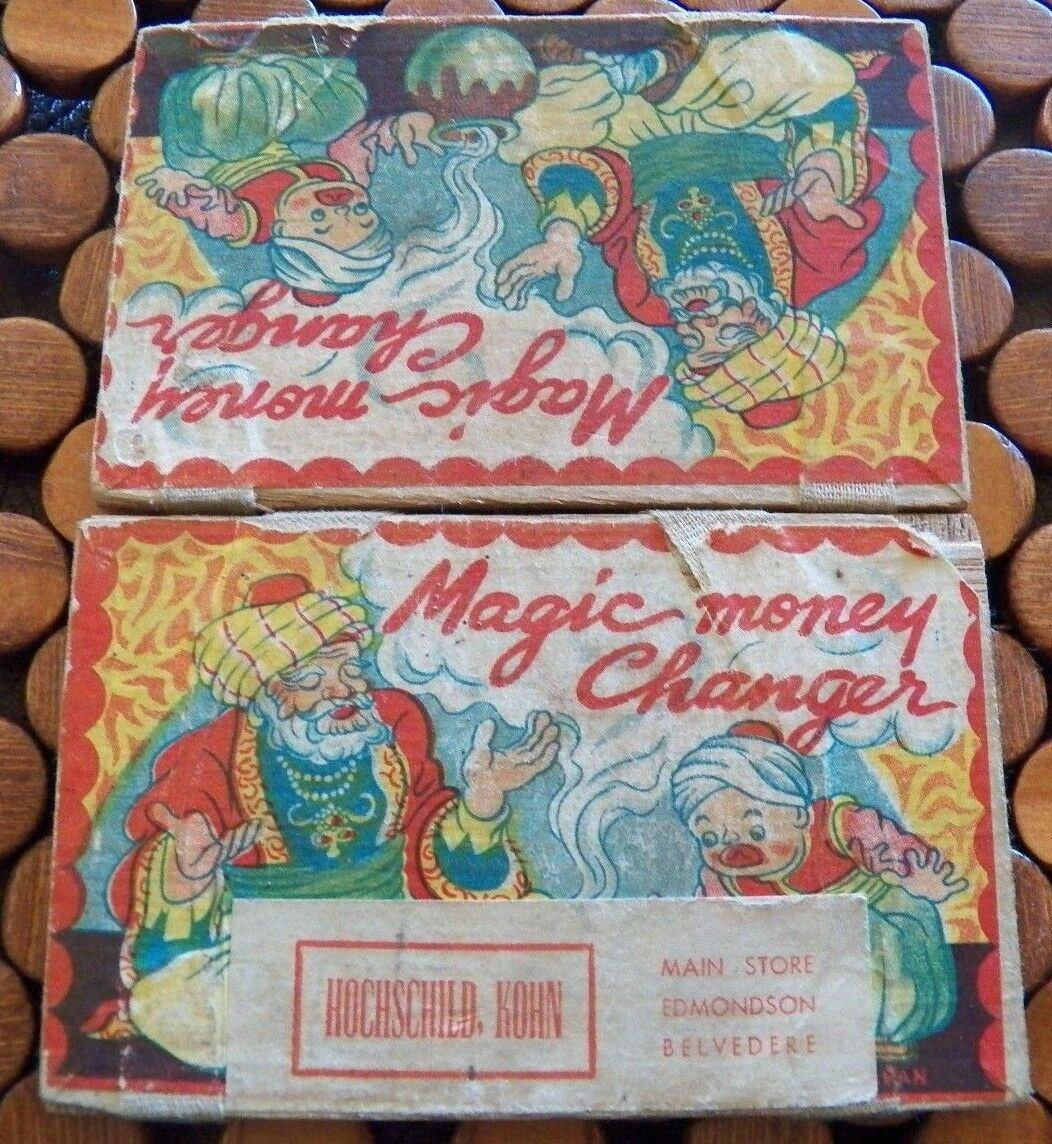 Magic money
Changer
Magic money
Changer
HOCHSCHILD, KOHN
MAIN STORE
EDMONDSON
BELVEDERE